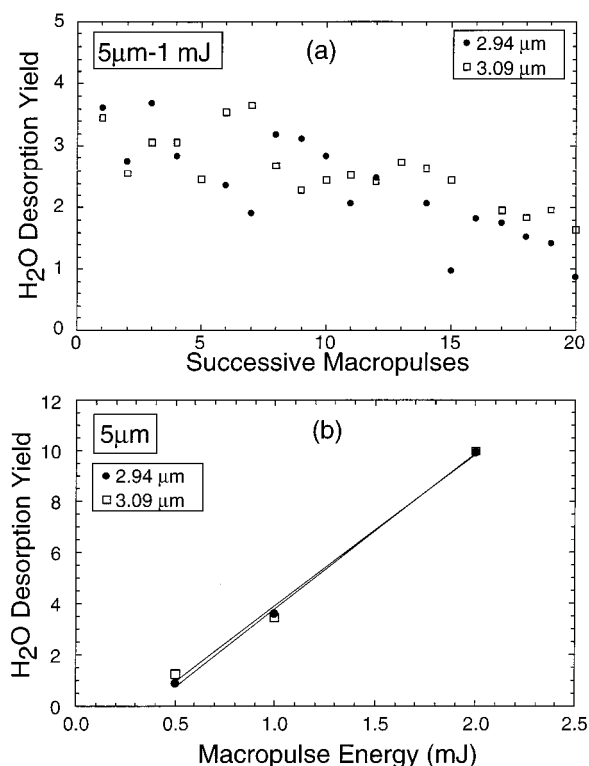 5
5μm-1 mJ
(a)
● 2.94 μm
□ 3.09 μm
4
3
2
1
0
H₂O Desorption Yield
0 5 10 15 20
Successive Macropulses
12
5μm
(b)
● 2.94 μm
□ 3.09 μm
10
8
6
4
2
0
H₂O Desorption Yield
0.0 0.5 1.0 1.5 2.0 2.5
Macropulse Energy (mJ)